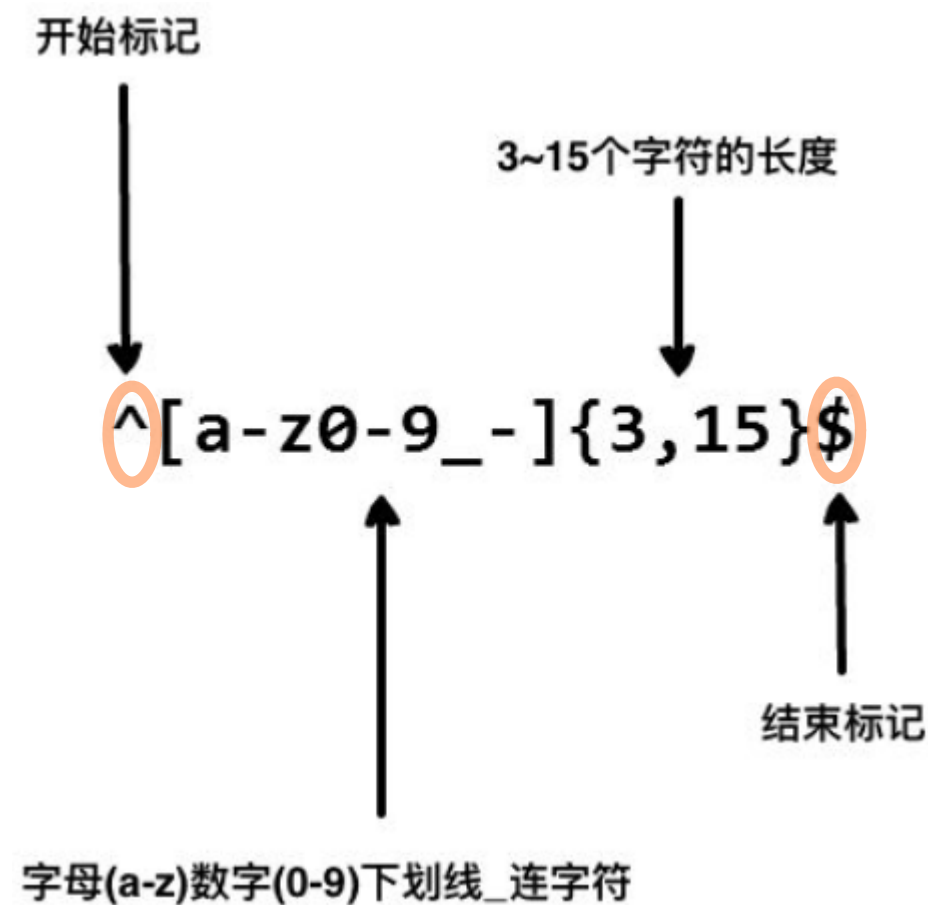 开始标记
3~15个字符的长度
^[a-z0-9_-]{3,15}$
结束标记
字母(a-z)数字(0-9)下划线_连字符